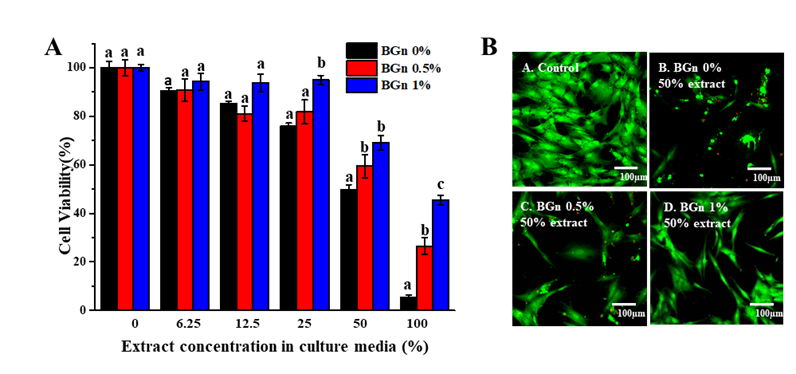 A
BGn 0%
BGn 0.5%
BGn 1%
a a a
a a a
a a a
a a b
a b b
a b c
100
80
60
40
20
0
Cell Viability(%)
0 6.25 12.5 25 50 100
Extract concentration in culture media (%)
B
A. Control
100μm
B. BGn 0%
50% extract
100μm
C. BGn 0.5%
50% extract
100μm
D. BGn 1%
50% extract
100μm